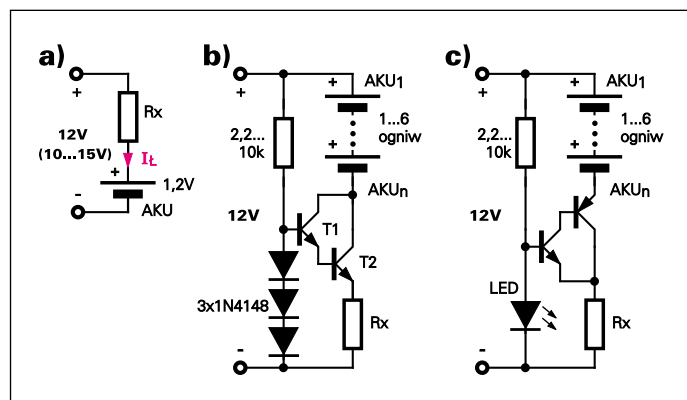 a)
+
Rx
12V
(10...15V)
IŁ
+
1,2V
-
AKU
b)
+
+
AKU1
1...6
ogniw
2,2...
10k
+
AKUn
12V
T1
T2
3x1N4148
Rx
-
c)
+
+
AKU1
1...6
ogniw
2,2...
10k
+
AKUn
12V
LED
Rx
-